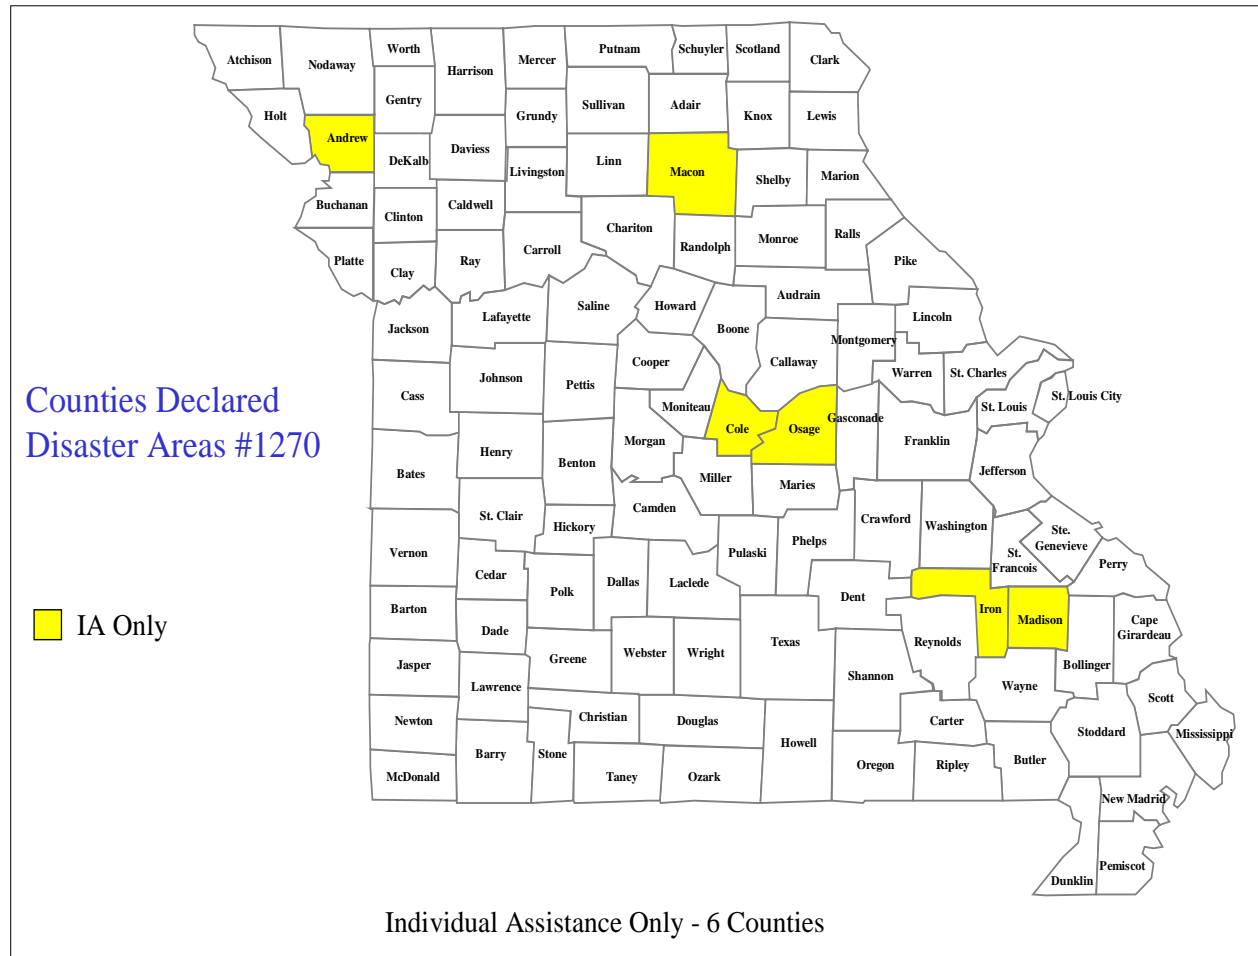 Worth
Putnam
Schuyler
Scotland
Atchison
Nodaway
Harrison
Mercer
Clark
Gentry
Sullivan
Adair
Knox
Lewis
Holt
Grundy
Andrew
DeKalb
Daviess
Livingston
Linn
Macon
Shelby
Marion
Buchanan
Clinton
Caldwell
Chariton
Randolph
Monroe
Ralls
Platte
Clay
Ray
Carroll
Pike
Jackson
Lafayette
Saline
Howard
Boone
Audrain
Lincoln
Cooper
Callaway
Montgomery
Warren
St. Charles
Cass
Johnson
Pettis
Moniteau
St. Louis
St. Louis City
Counties Declared
Disaster Areas #1270
Morgan
Cole
Osage
Gasconade
Franklin
Bates
Henry
Benton
Miller
Maries
Jefferson
St. Clair
Hickory
Camden
Pulaski
Phelps
Crawford
Washington
St.
Francois
Ste.
Genevieve
Perry
Vernon
Cedar
Polk
Dallas
Laclede
Dent
Iron
Madison
Cape
Girardeau
Barton
Dade
IA Only
Greene
Webster
Wright
Texas
Reynolds
Bollinger
Jasper
Lawrence
Shannon
Wayne
Scott
Newton
Christian
Douglas
Howell
Carter
Stoddard
Mississippi
McDonald
Barry
Stone
Taney
Ozark
Oregon
Ripley
Butler
New Madrid
Dunklin
Pemiscot
Individual Assistance Only - 6 Counties